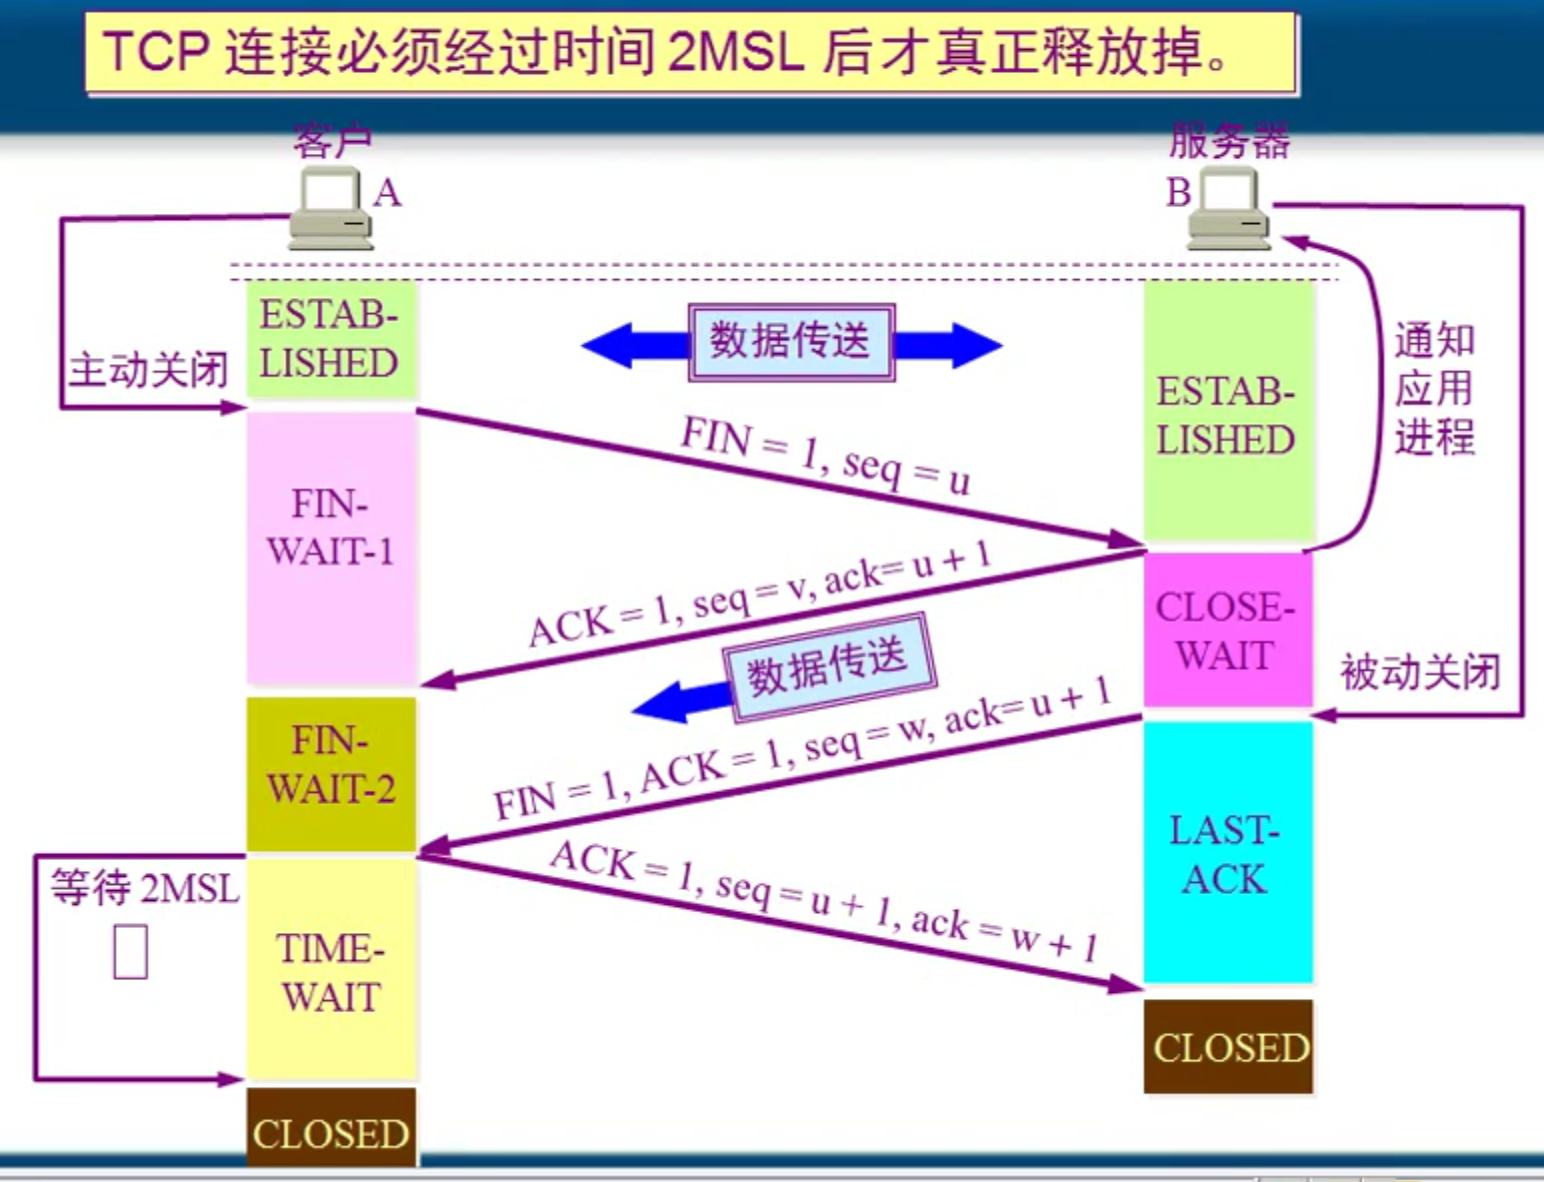 TCP 连接必须经过时间 2MSL 后才真正释放掉。
客户
服务器
A
B
ESTAB-
LISHED
数据传送
主动关闭
ESTAB-
LISHED
通知
应用
进程
FIN = 1, seq = u
FIN-
WAIT-1
ACK = 1, seq = v, ack= u + 1
CLOSE-
WAIT
数据传送
被动关闭
FIN-
WAIT-2
FIN = 1, ACK = 1, seq = w, ack= u + 1
LAST-
ACK
ACK = 1, seq = u + 1, ack = w + 1
等待 2MSL
TIME-
WAIT
CLOSED
CLOSED